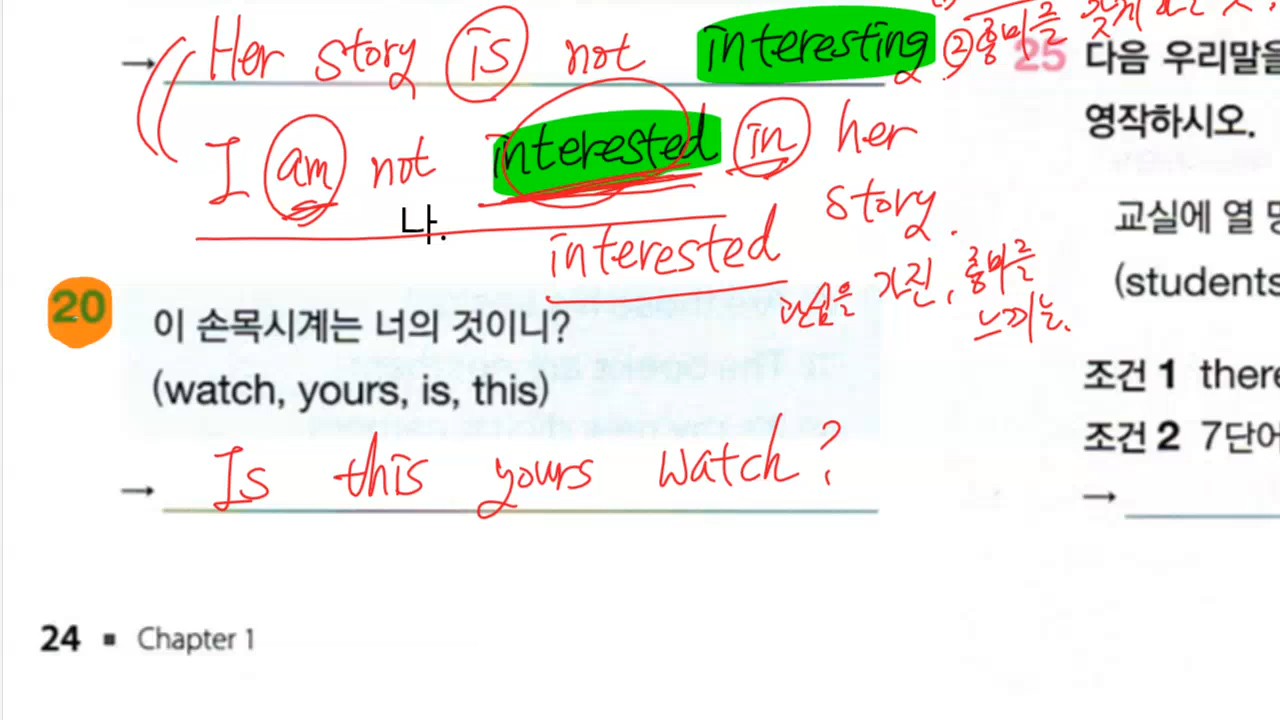 → Her story is not interesting ② 흥미를
I am not interested in her
story.
나.
interested
관심을 가진, 흥미를
느끼는.
20 이 손목시계는 너의 것이니?
(watch, yours, is, this)
→ Is this yours watch?
24 ■ Chapter 1
25 다음 우리말을
영작하시오.
교실에 열 명
(students
조건 1 there
조건 2 7단어
→